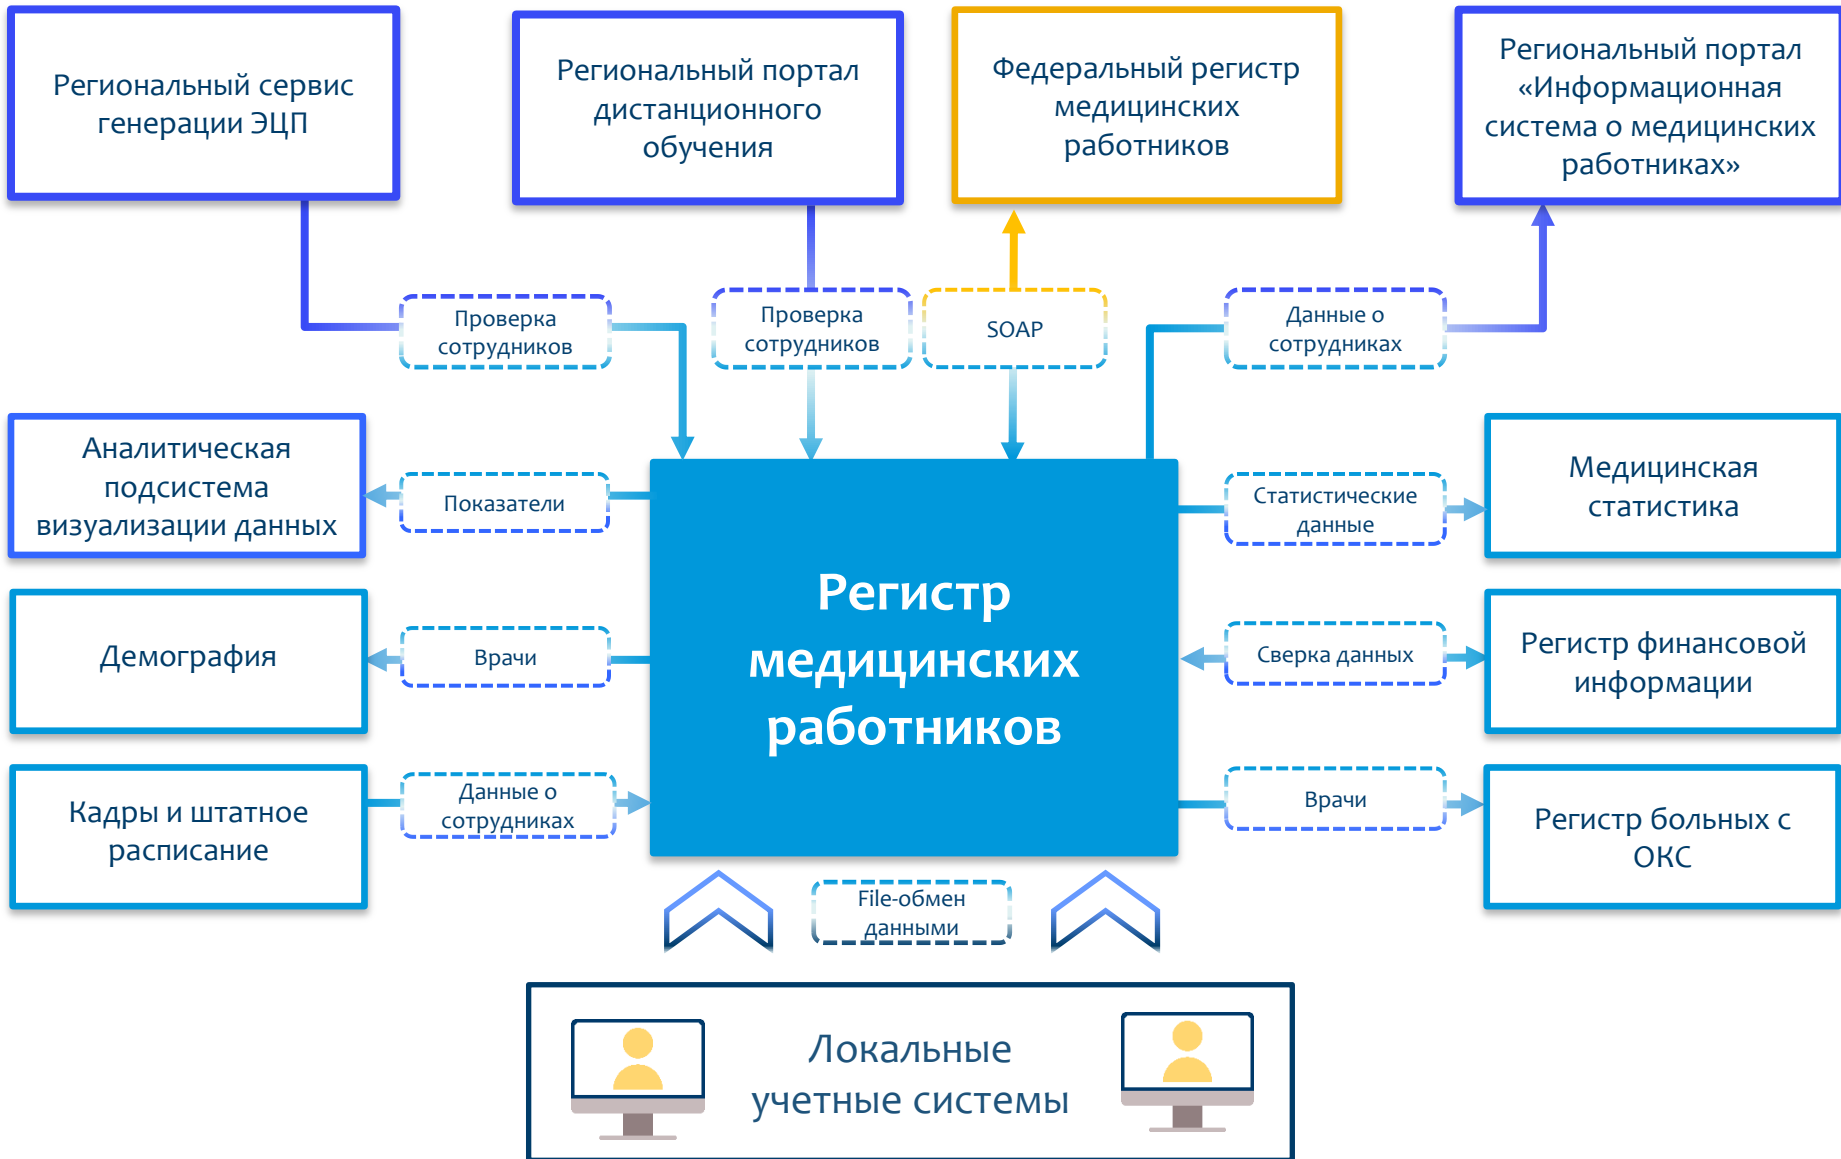 Региональный сервис
генерации ЭЦП
Региональный портал
дистанционного
обучения
Федеральный регистр
медицинских
работников
Региональный портал
«Информационная
система о медицинских
работниках»
Проверка
сотрудников
Проверка
сотрудников
SOAP
Данные о
сотрудниках
Аналитическая
подсистема
визуализации данных
Показатели
Статистические
данные
Медицинская
статистика
Регистр
медицинских
работников
Демография
Врачи
Сверка данных
Регистр финансовой
информации
Кадры и штатное
расписание
Данные о
сотрудниках
Врачи
Регистр больных с
ОКС
File-обмен
данными
Локальные
учетные системы